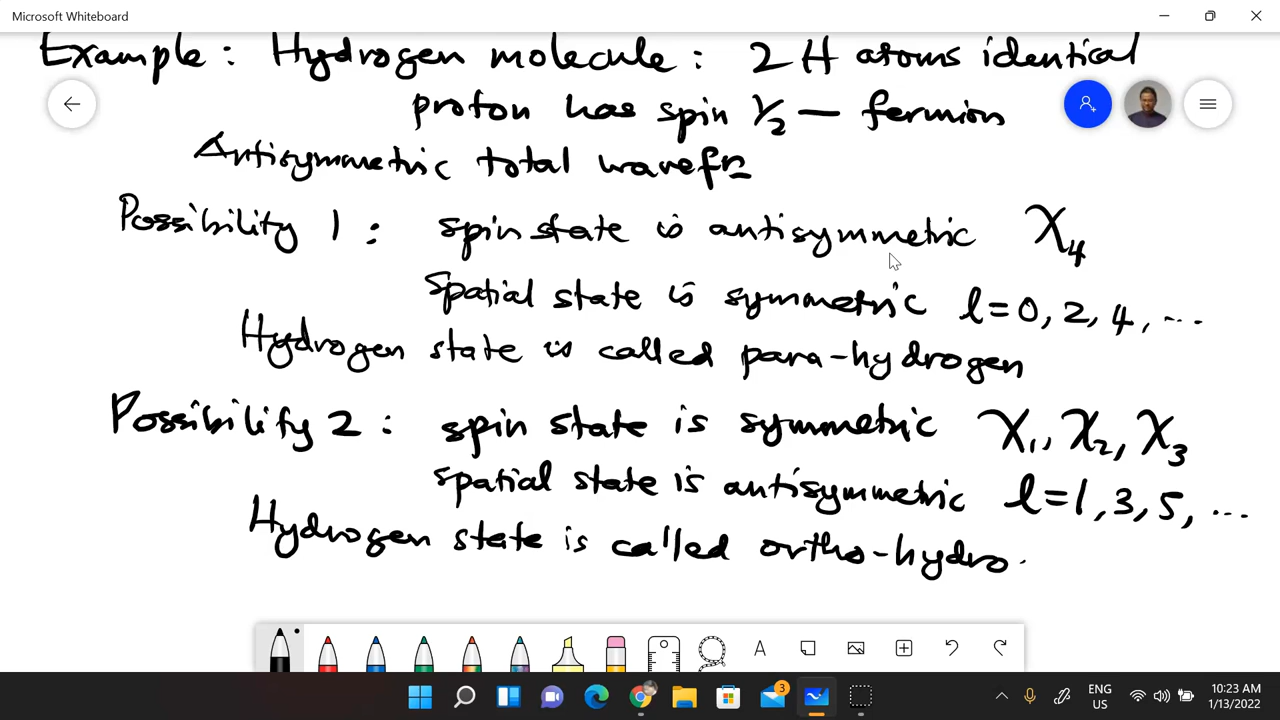 Microsoft Whiteboard
Example : Hydrogen molecule : 2 H atoms identical
proton has spin 1/2 — fermion
Antisymmetric total wavefn
Possibility 1 : spin state is antisymmetric χ₄
Spatial state is symmetric l=0, 2, 4, ...
Hydrogen state is called para-hydrogen
Possibility 2 : spin state is symmetric χ₁, χ₂, χ₃
spatial state is antisymmetric l=1, 3, 5, ...
Hydrogen state is called ortho-hydro
A
3
ENG
US
10:23 AM
1/13/2022